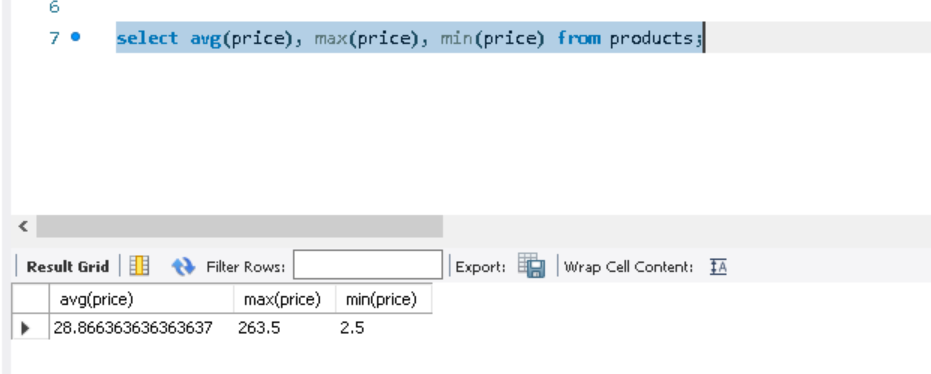 6
7 select avg(price), max(price), min(price) from products;
Result Grid Filter Rows: Export: Wrap Cell Content: IA
avg(price) max(price) min(price)
28.866363636363637 263.5 2.5